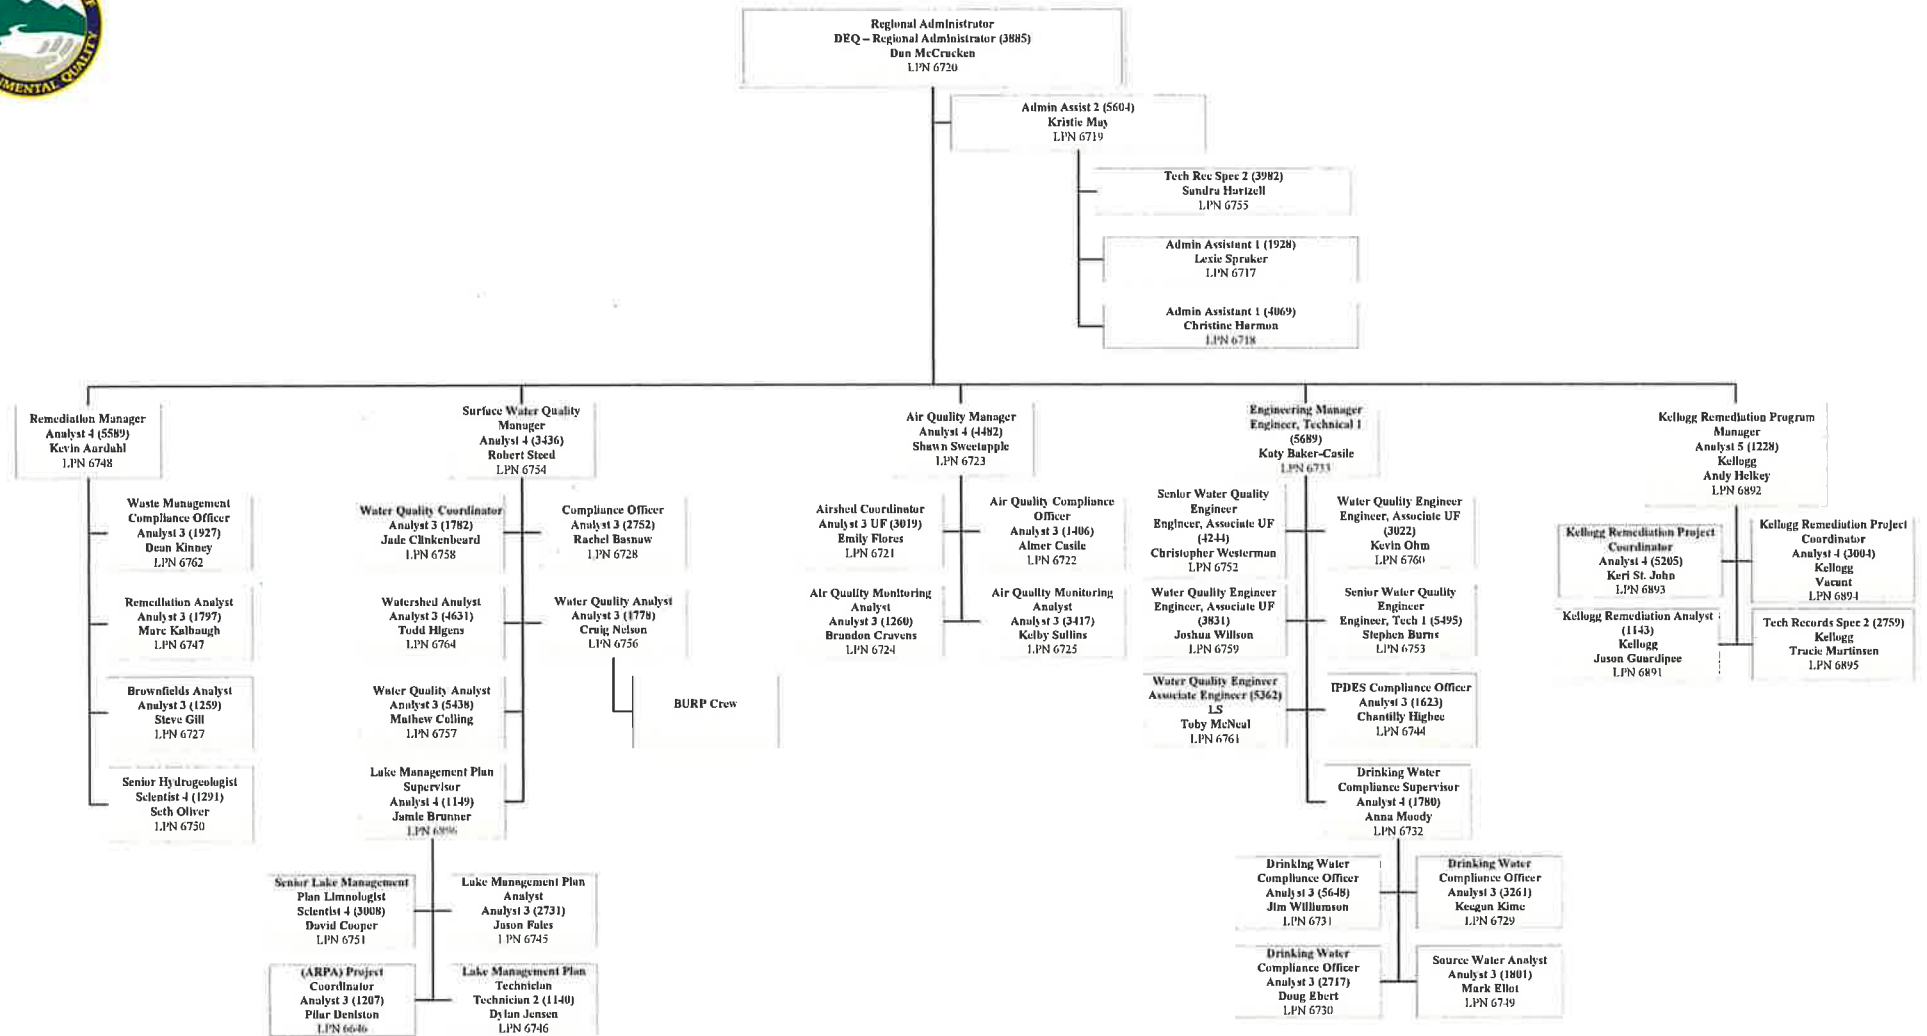 MENTAL QUALITY
Regional Administrator
DEQ – Regional Administrator (3885)
Dan McCracken
LPN 6720
Admin Assist 2 (5604)
Kristie May
LPN 6719
Tech Rec Spec 2 (3982)
Sandra Hartzell
LPN 6755
Admin Assistant 1 (1928)
Lexie Spraker
LPN 6717
Admin Assistant 1 (4069)
Christine Harmon
LPN 6718
Remediation Manager
Analyst 4 (5589)
Kevin Aardahl
LPN 6748
Waste Management
Compliance Officer
Analyst 3 (1927)
Dean Kinney
LPN 6762
Remediation Analyst
Analyst 3 (1797)
Marc Kalbaugh
LPN 6747
Brownfields Analyst
Analyst 3 (1259)
Steve Gill
LPN 6727
Senior Hydrogeologist
Scientist 4 (1291)
Seth Oliver
LPN 6750
Surface Water Quality
Manager
Analyst 4 (3436)
Robert Steed
LPN 6754
Water Quality Coordinator
Analyst 3 (1782)
Jade Clinkenbeard
LPN 6758
Compliance Officer
Analyst 3 (2752)
Rachel Basnaw
LPN 6728
Watershed Analyst
Analyst 3 (4631)
Todd Higens
LPN 6764
Water Quality Analyst
Analyst 3 (1778)
Craig Nelson
LPN 6756
Water Quality Analyst
Analyst 3 (5438)
Mathew Colling
LPN 6757
BURP Crew
Lake Management Plan
Supervisor
Analyst 4 (1149)
Jamie Brunner
LPN 6896
Senior Lake Management
Plan Limnologist
Scientist 4 (3008)
David Cooper
LPN 6751
Lake Management Plan
Analyst
Analyst 3 (2731)
Jason Fales
LPN 6745
(ARPA) Project
Coordinator
Analyst 3 (1207)
Pilar Deniston
LPN 6646
Lake Management Plan
Technician
Technician 2 (1140)
Dylan Jensen
LPN 6746
Air Quality Manager
Analyst 4 (4482)
Shawn Sweetapple
LPN 6723
Airshed Coordinator
Analyst 3 UF (3019)
Emily Flores
LPN 6721
Air Quality Compliance
Officer
Analyst 3 (1406)
Almer Casile
LPN 6722
Air Quality Monitoring
Analyst
Analyst 3 (1260)
Brandon Cravens
LPN 6724
Air Quality Monitoring
Analyst
Analyst 3 (3417)
Kelby Sullins
LPN 6725
Engineering Manager
Engineer, Technical 1
(5689)
Katy Baker-Casile
LPN 6733
Senior Water Quality
Engineer
Engineer, Associate UF
(4244)
Christopher Westerman
LPN 6752
Water Quality Engineer
Engineer, Associate UF
(3022)
Kevin Ohm
LPN 6760
Water Quality Engineer
Engineer, Associate UF
(3831)
Joshua Willson
LPN 6759
Senior Water Quality
Engineer
Engineer, Tech 1 (5495)
Stephen Burns
LPN 6753
Water Quality Engineer
Associate Engineer (5362)
LS
Toby McNeal
LPN 6761
IPDES Compliance Officer
Analyst 3 (1623)
Chantilly Higbee
LPN 6744
Drinking Water
Compliance Supervisor
Analyst 4 (1780)
Anna Moody
LPN 6732
Drinking Water
Compliance Officer
Analyst 3 (5648)
Jim Williamson
LPN 6731
Drinking Water
Compliance Officer
Analyst 3 (3261)
Keegan Kime
LPN 6729
Drinking Water
Compliance Officer
Analyst 3 (2717)
Doug Ebert
LPN 6730
Source Water Analyst
Analyst 3 (1801)
Mark Eliot
LPN 6749
Kellogg Remediation Program
Manager
Analyst 5 (1228)
Kellogg
Andy Helkey
LPN 6892
Kellogg Remediation Project
Coordinator
Analyst 4 (5205)
Keri St. John
LPN 6893
Kellogg Remediation Project
Coordinator
Analyst 4 (3004)
Kellogg
Vacant
LPN 6894
Kellogg Remediation Analyst
(1143)
Kellogg
Jason Guardipee
LPN 6891
Tech Records Spec 2 (2759)
Kellogg
Tracie Martinsen
LPN 6895